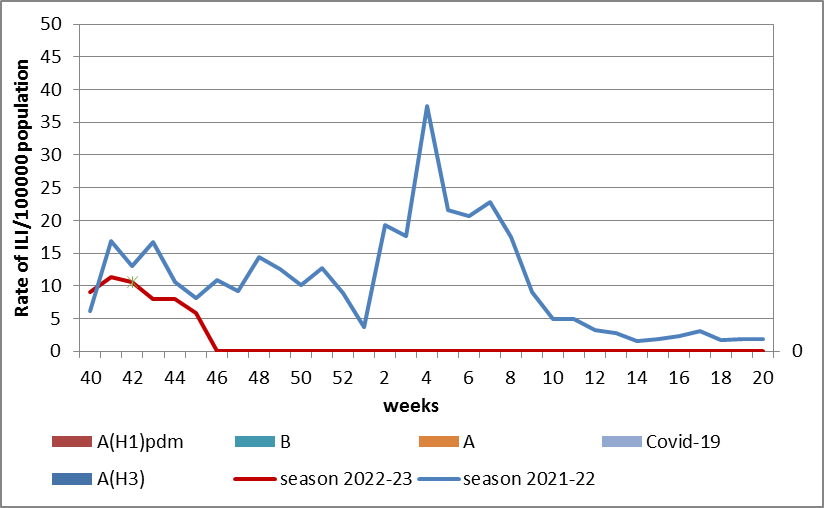 50
45
40
35
30
25
20
15
10
5
0
0
Rate of ILI/100000 population
40 42 44 46 48 50 52 2 4 6 8 10 12 14 16 18 20
weeks
A(H1)pdm B A Covid-19
A(H3) season 2022-23 season 2021-22